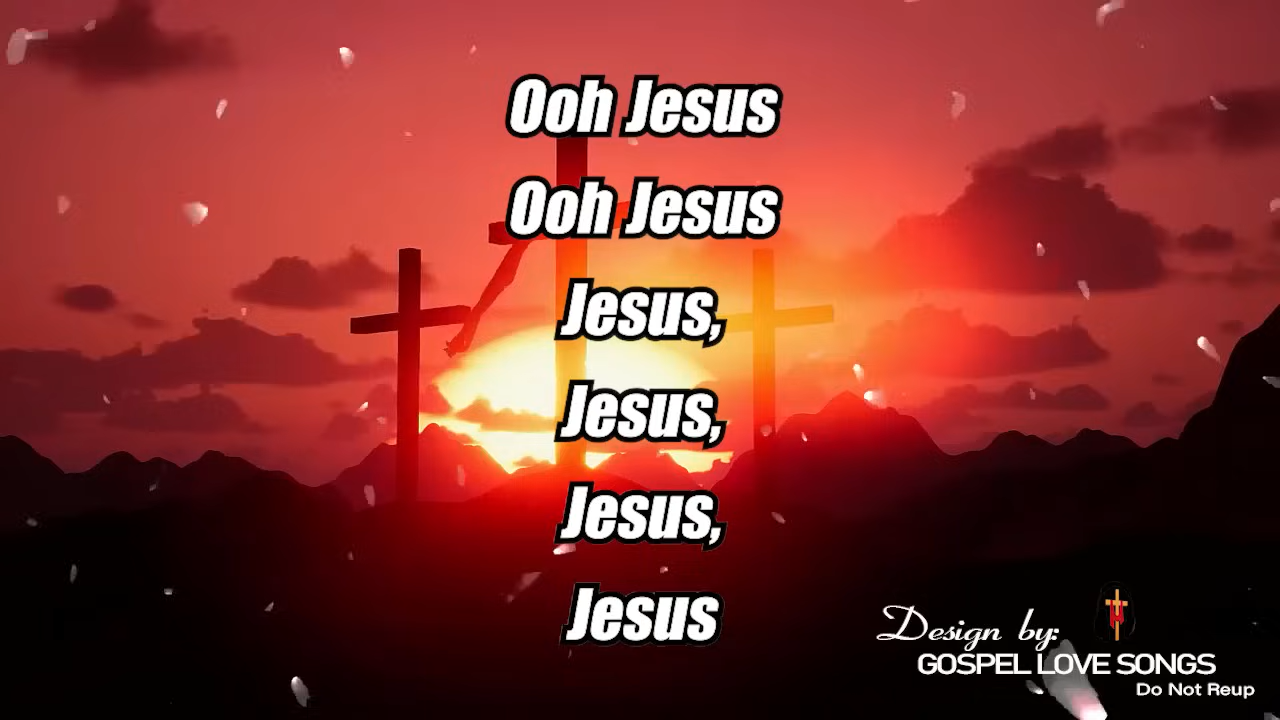 Ooh Jesus
Ooh Jesus
Jesus,
Jesus,
Jesus,
Jesus
Design by:
GOSPEL LOVE SONGS
Do Not Reup